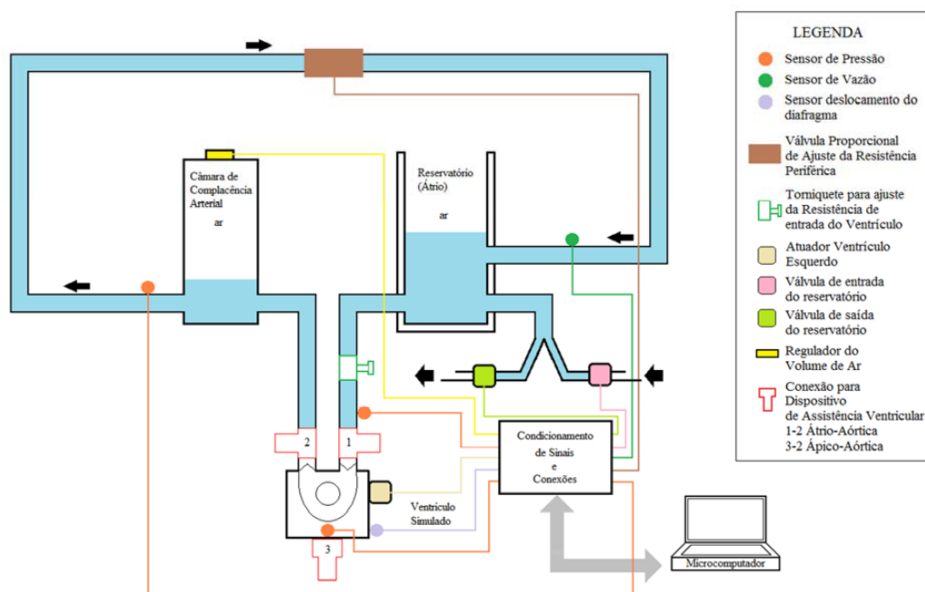 Câmara de
Complacência
Arterial
ar
Reservatório
(Átrio)
ar
2
1
3
Ventrículo
Simulado
Condicionamento
de Sinais
e
Conexões
Microcomputador
LEGENDA
Sensor de Pressão
Sensor de Vazão
Sensor deslocamento do
diafragma
Válvula Proporcional
de Ajuste da Resistência
Periférica
Torniquete para ajuste
da Resistência de
entrada do Ventrículo
Atuador Ventrículo
Esquerdo
Válvula de entrada
do reservatório
Válvula de saída
do reservatório
Regulador do
Volume de Ar
Conexão para
Dispositivo
de Assistência Ventricular
1-2 Átrio-Aórtica
3-2 Ápico-Aórtica